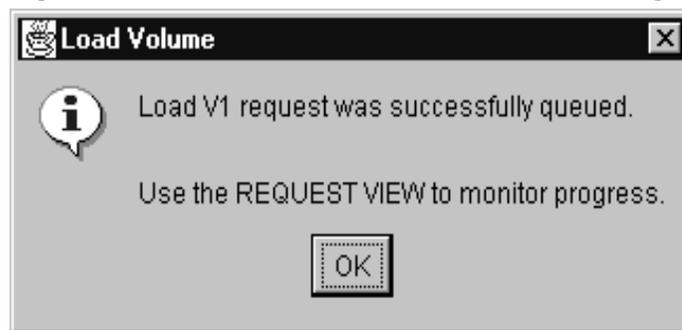 Load Volume
Load V1 request was successfully queued.
Use the REQUEST VIEW to monitor progress.
OK